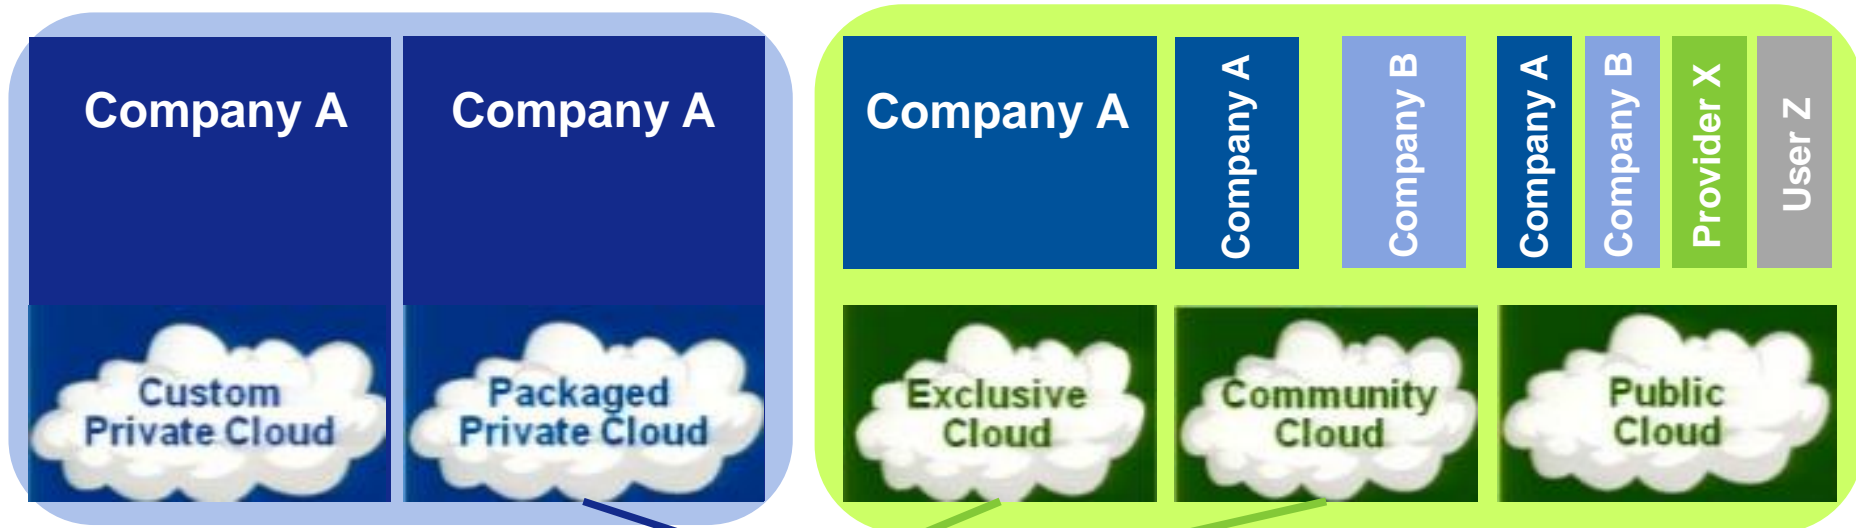 Company A
Company A
Company A
Company A
Company B
Company A
Company B
Provider X
User Z
Custom
Private Cloud
Packaged
Private Cloud
Exclusive
Cloud
Community
Cloud
Public
Cloud